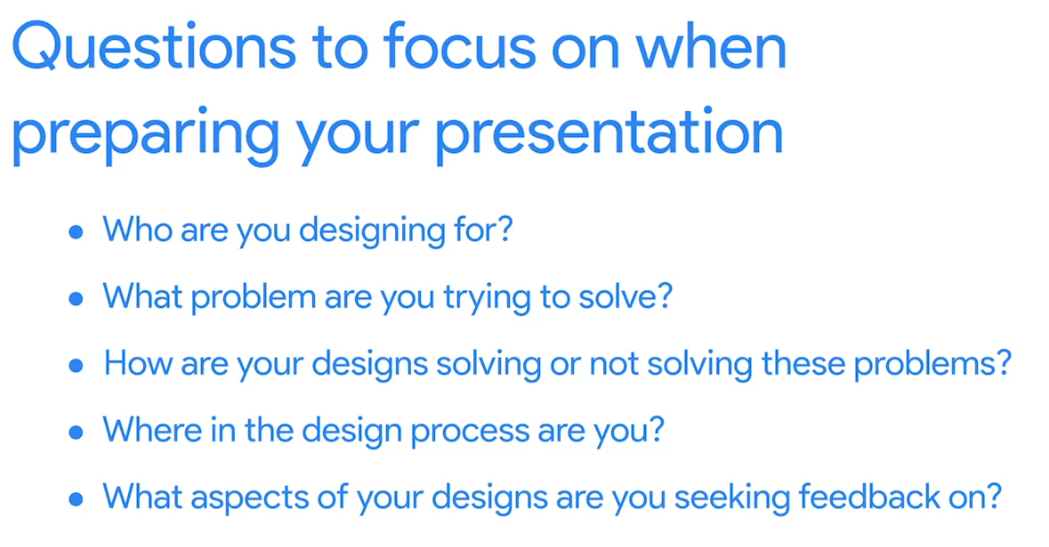 Questions to focus on when
preparing your presentation
• Who are you designing for?
• What problem are you trying to solve?
• How are your designs solving or not solving these problems?
• Where in the design process are you?
• What aspects of your designs are you seeking feedback on?